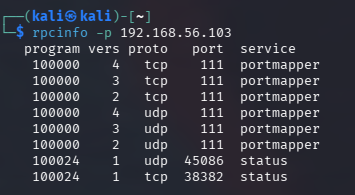 ┌──(kali㉿kali)-[~]
└─$ rpcinfo -p 192.168.56.103
   program vers proto   port  service
    100000    4   tcp    111  portmapper
    100000    3   tcp    111  portmapper
    100000    2   tcp    111  portmapper
    100000    4   udp    111  portmapper
    100000    3   udp    111  portmapper
    100000    2   udp    111  portmapper
    100024    1   udp  45086  status
    100024    1   tcp  38382  status